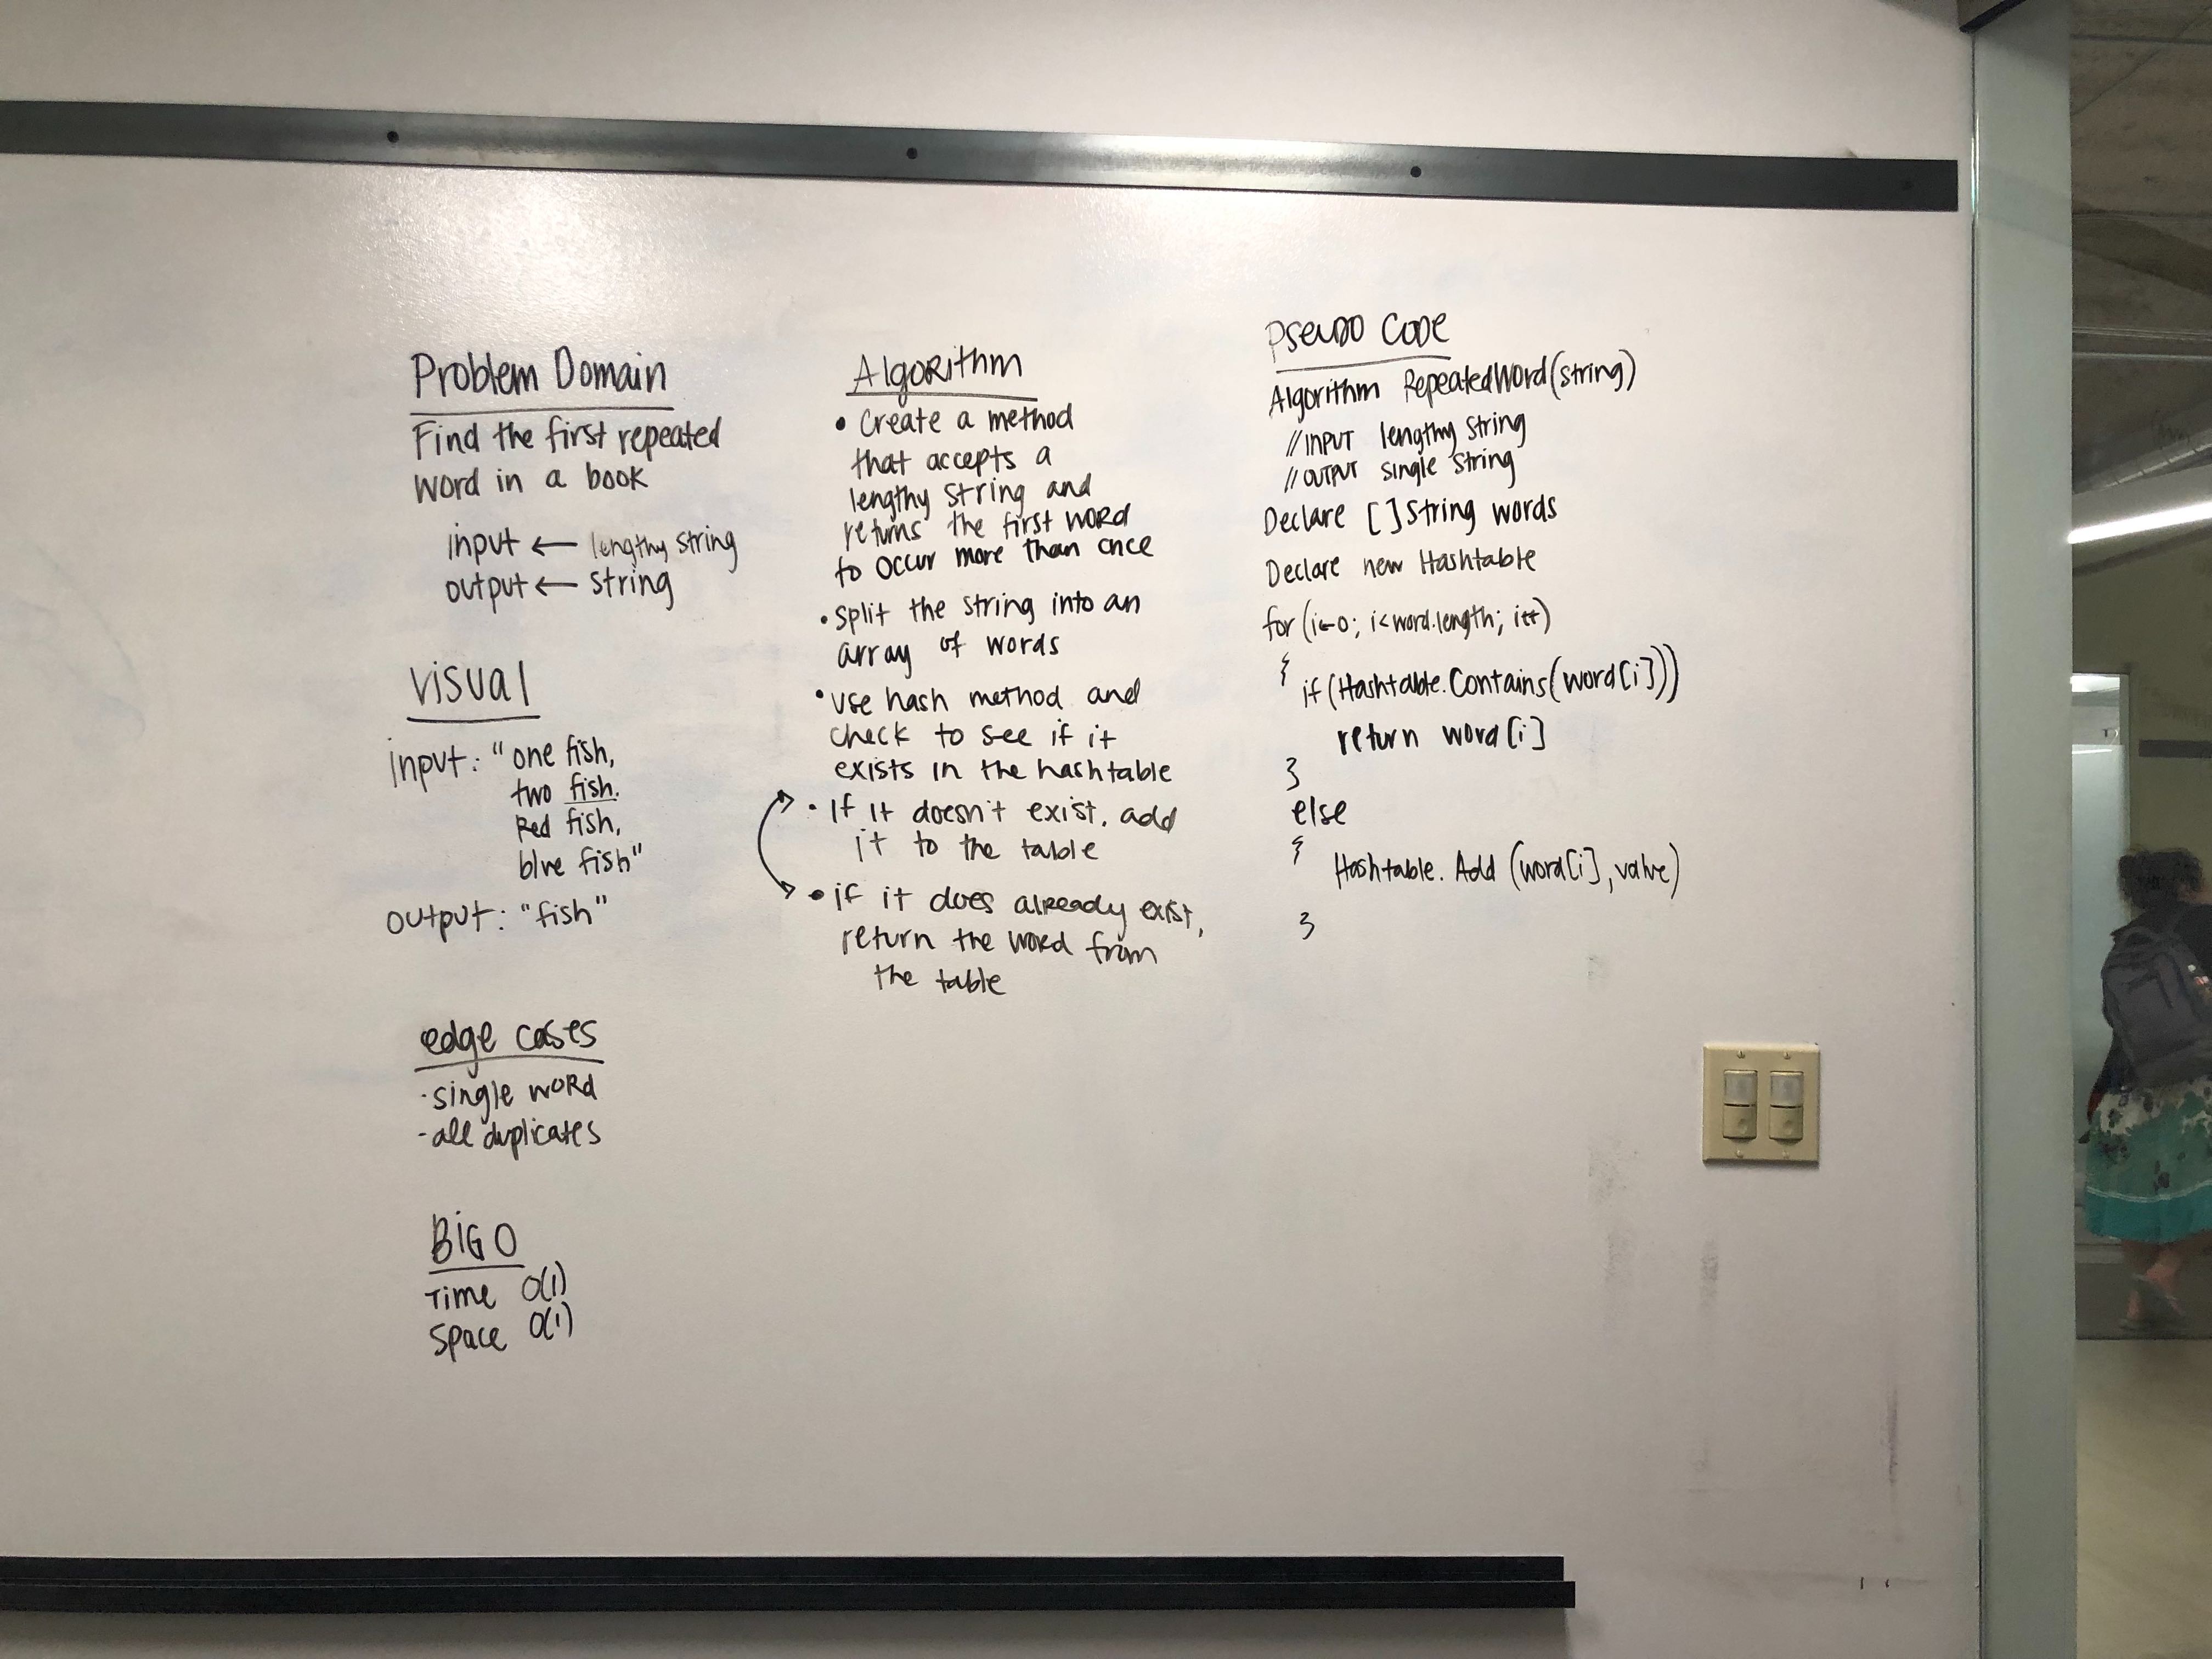 Problem Domain
Find the first repeated
word in a book
input ← lengthy string
output ← string
Visual
input: "one fish,
two fish.
Red fish,
blue fish"
output: "fish"
edge cases
- single word
- all duplicates
BIG O
Time O(1)
Space O(1)
Algorithm
• Create a method
that accepts a
lengthy string and
returns the first word
to occur more than once
• split the string into an
array of words
• use hash method and
check to see if it
exists in the hashtable
• If it doesn't exist, add
it to the table
• if it does already exist,
return the word from
the table
Pseudo Code
Algorithm RepeatedWord(string)
//INPUT lengthy string
//OUTPUT single string
Declare []string words
Declare new Hashtable
for (i←0; i<word.length; i++)
{
if (Hashtable.Contains(word[i]))
return word[i]
}
else
{
Hashtable.Add (word[i], value)
}